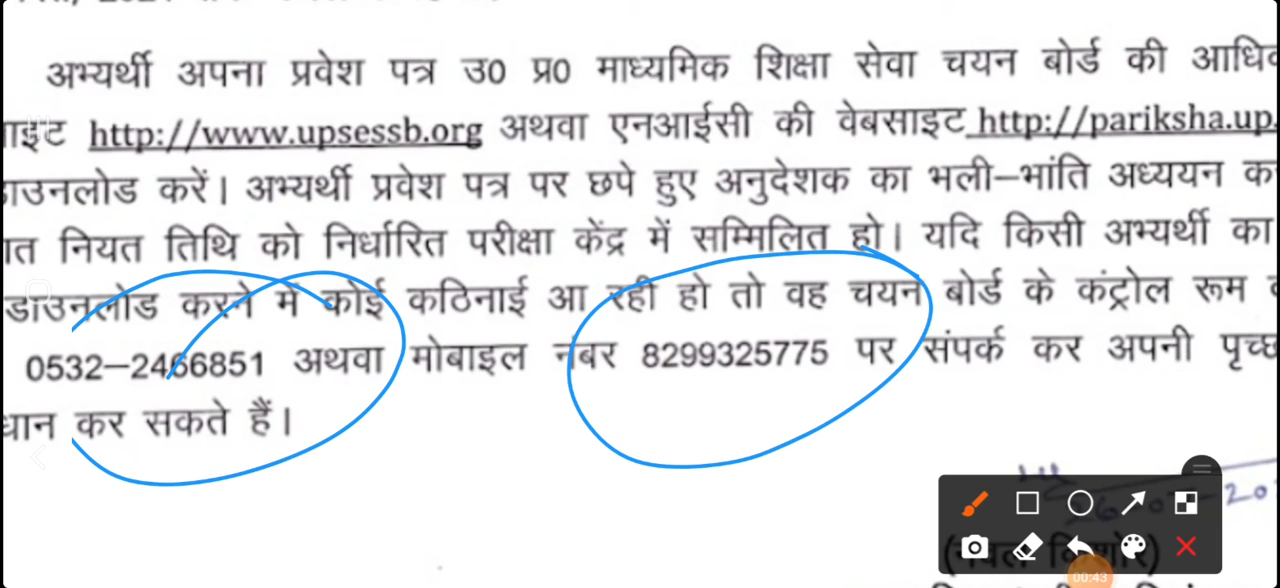 अभ्यर्थी अपना प्रवेश पत्र उ0 प्र0 माध्यमिक शिक्षा सेवा चयन बोर्ड की
http://www.upsessb.org अथवा एनआईसी की वेबसाइट http://pariksha.up.
करें। अभ्यर्थी प्रवेश पत्र पर छपे हुए अनुदेशक का भली–भांति अध्ययन
नियत तिथि को निर्धारित परीक्षा केंद्र में सम्मिलित हो। यदि किसी अभ्यर्थी का
डाउनलोड करने में कोई कठिनाई आ रही हो तो वह चयन बोर्ड के कंट्रोल रूम
0532–2466851 अथवा मोबाइल नंबर 8299325775 पर संपर्क कर अपनी
कर सकते हैं।
00:43